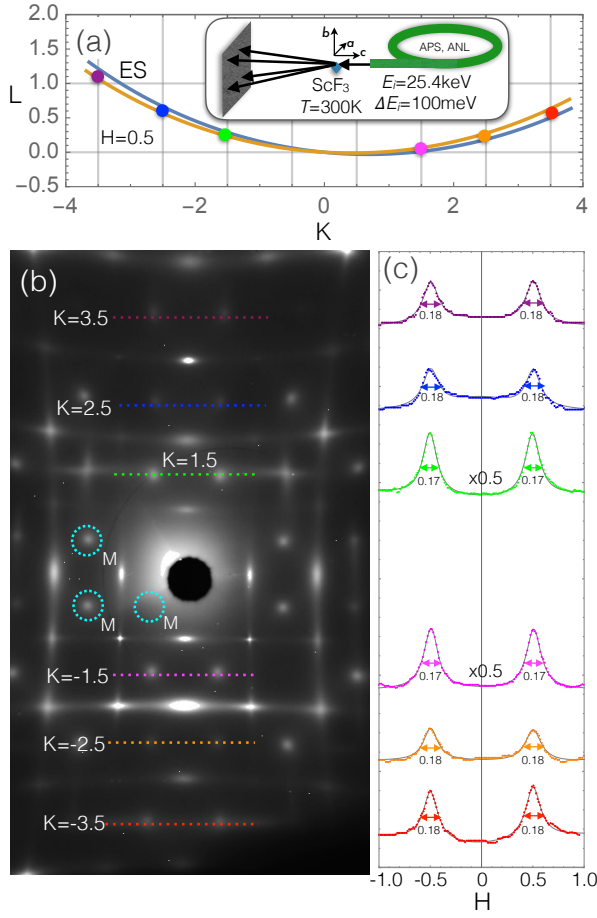 (a)
2.0
1.5
1.0
0.5
0.0
-0.5
L
ES
H=0.5
b
a
c
ScF3
T=300K
APS, ANL
Ei=25.4keV
ΔEi=100meV
-4
-2
0
2
4
K
(b)
K=3.5
K=2.5
K=1.5
M
M
M
K=-1.5
K=-2.5
K=-3.5
(c)
0.18
0.18
0.18
0.18
0.17
x0.5
0.17
0.17
x0.5
0.17
0.18
0.18
0.18
0.18
-1.0
-0.5
0
0.5
1.0
H